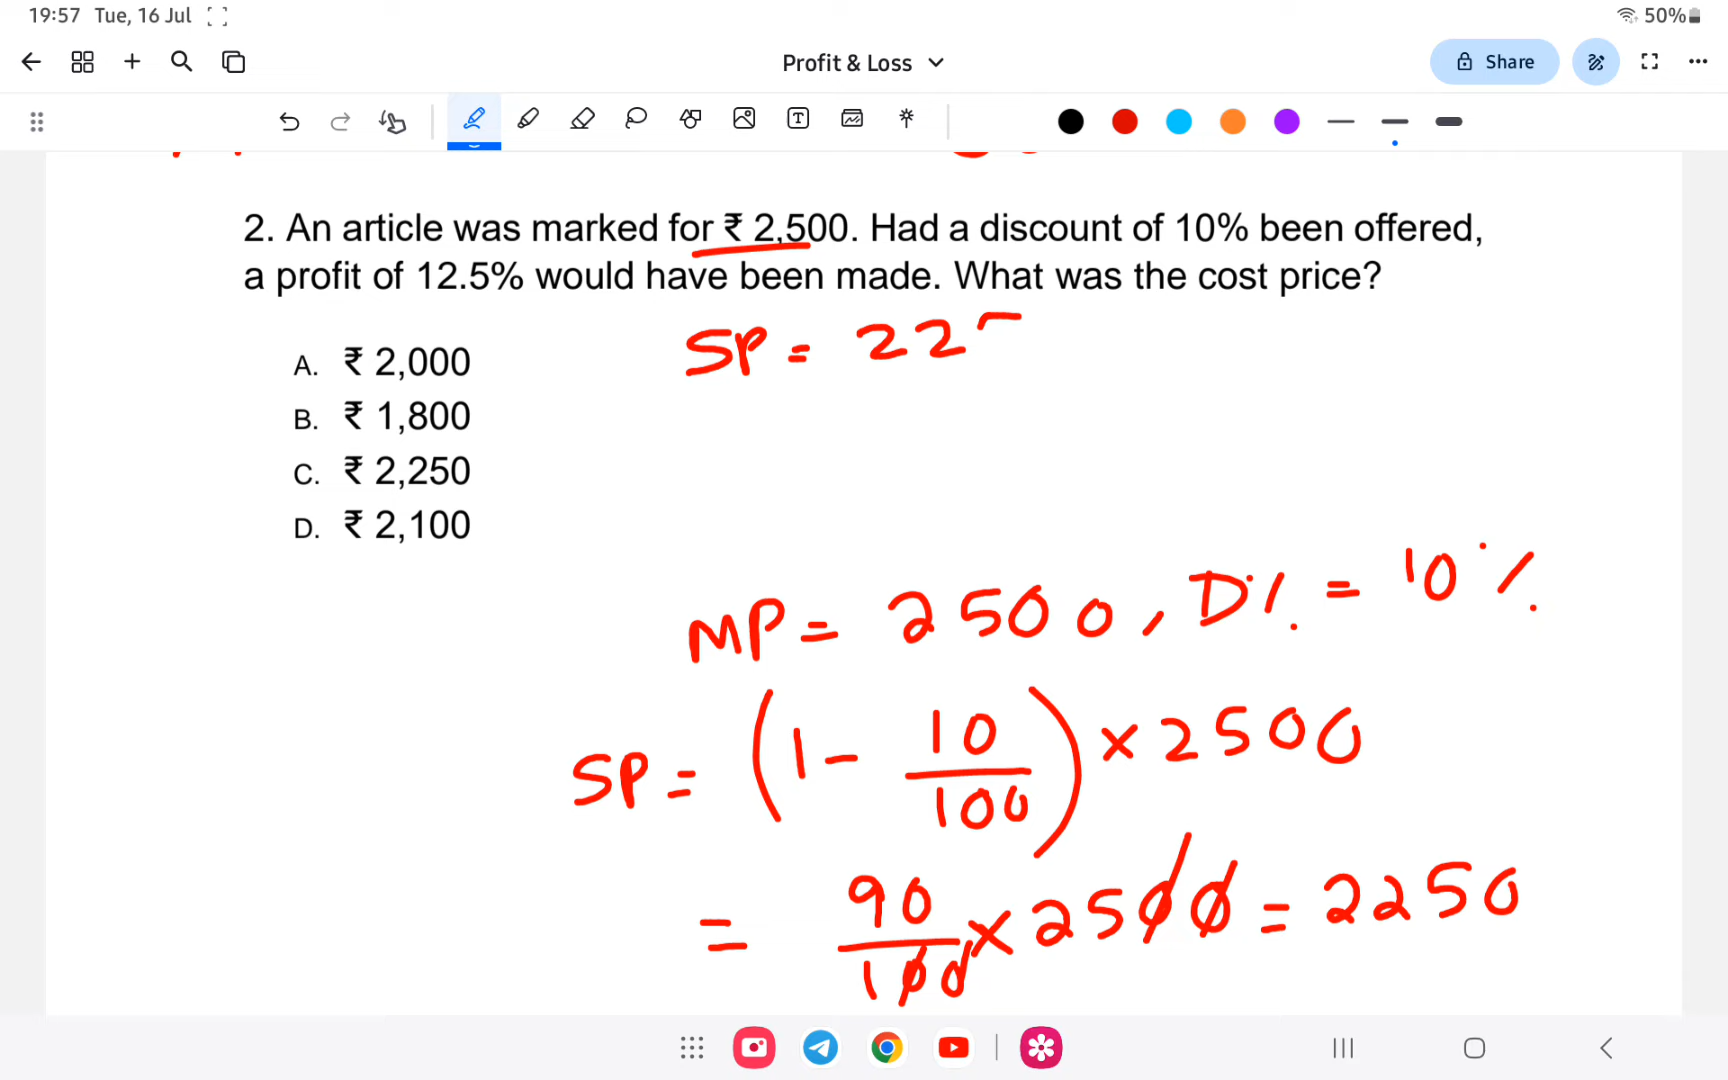 19:57 Tue, 16 Jul 50%
Profit & Loss Share
2. An article was marked for ₹ 2,500. Had a discount of 10% been offered,
a profit of 12.5% would have been made. What was the cost price?
SP = 22
A. ₹ 2,000
B. ₹ 1,800
C. ₹ 2,250
D. ₹ 2,100
MP = 2500, D% = 10%
SP = (1 - 10/100) × 2500
= 90/100 × 2500 = 2250